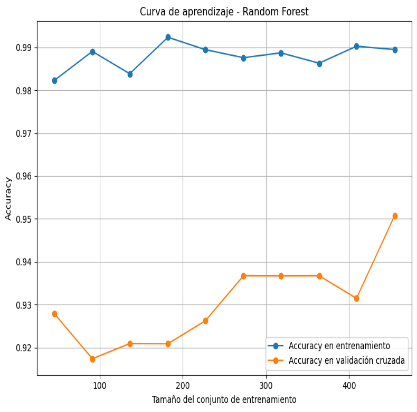 Curva de aprendizaje - Random Forest
Accuracy
0.99
0.98
0.97
0.96
0.95
0.94
0.93
0.92
100
200
300
400
Tamaño del conjunto de entrenamiento
Accuracy en entrenamiento
Accuracy en validación cruzada